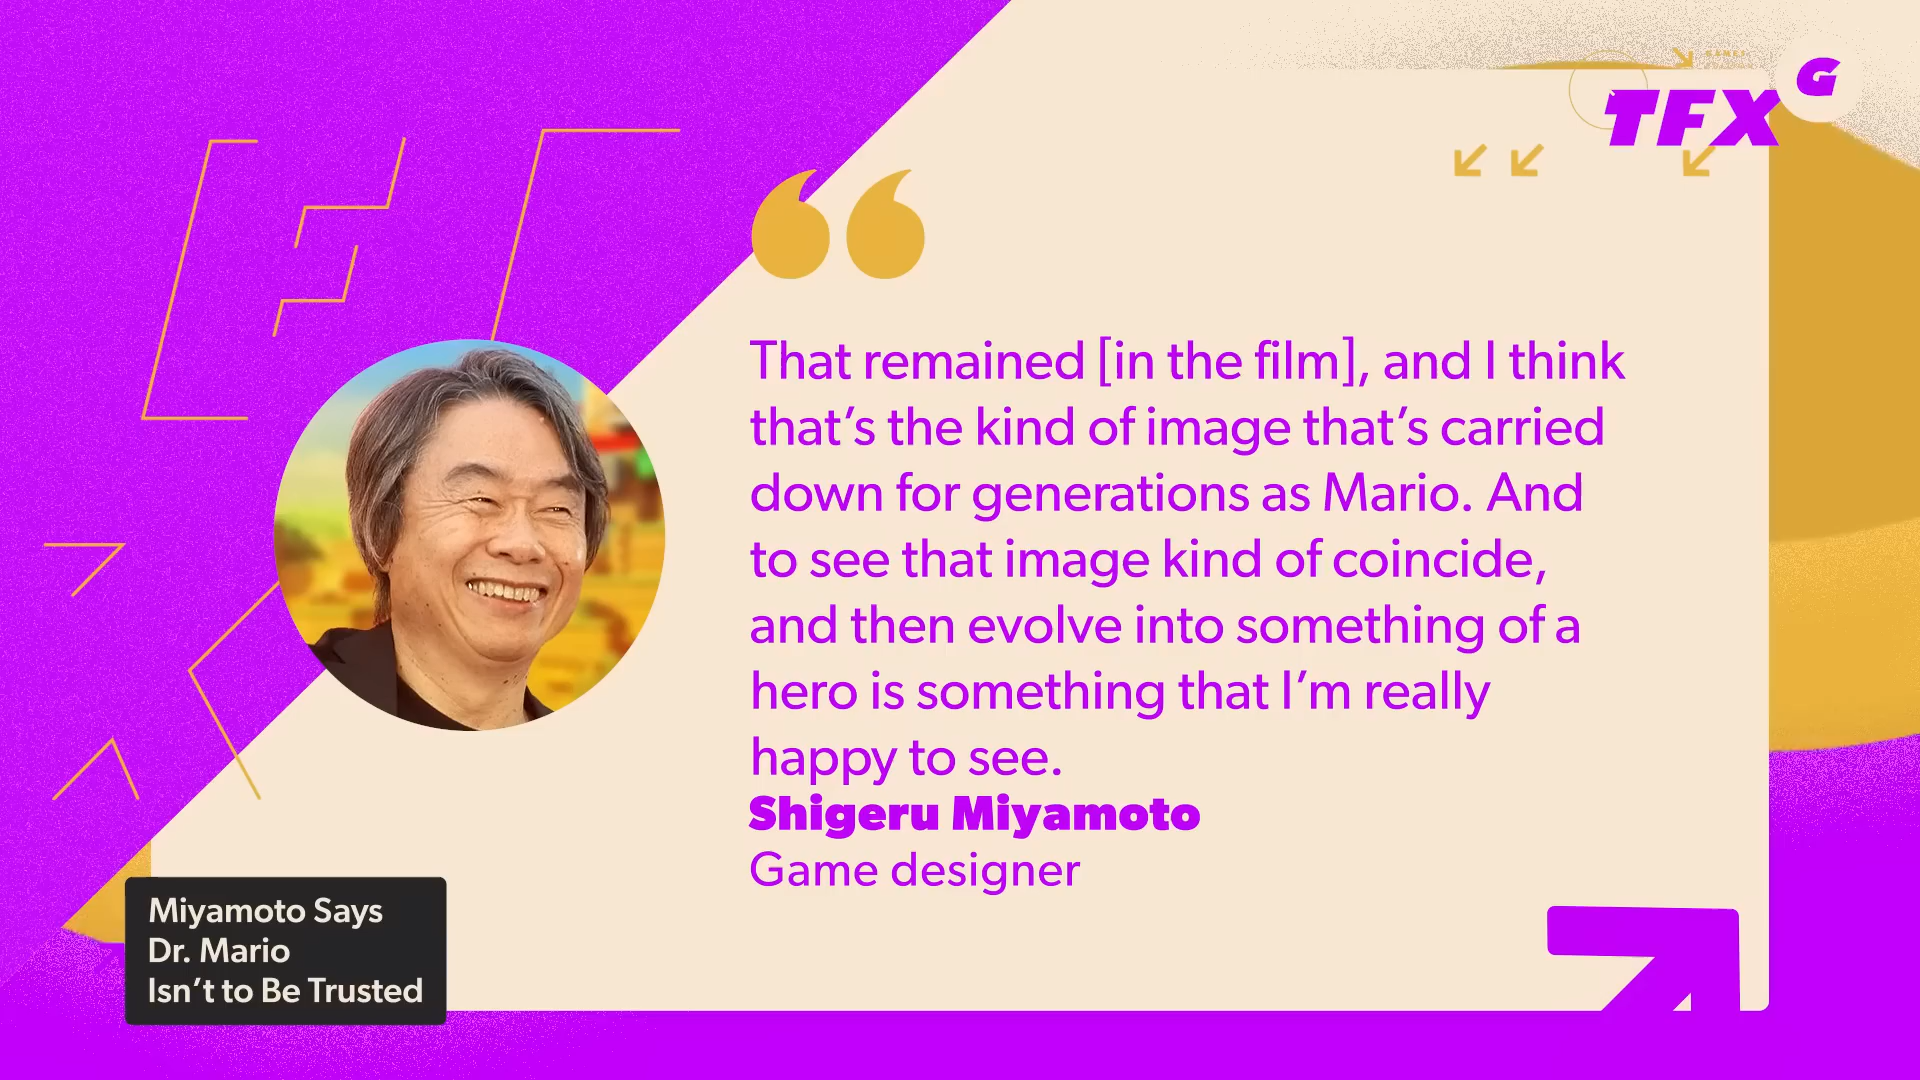 GAMES
TFX
G
That remained [in the film], and I think
that’s the kind of image that’s carried
down for generations as Mario. And
to see that image kind of coincide,
and then evolve into something of a
hero is something that I’m really
happy to see.
Shigeru Miyamoto
Game designer
Miyamoto Says
Dr. Mario
Isn’t to Be Trusted